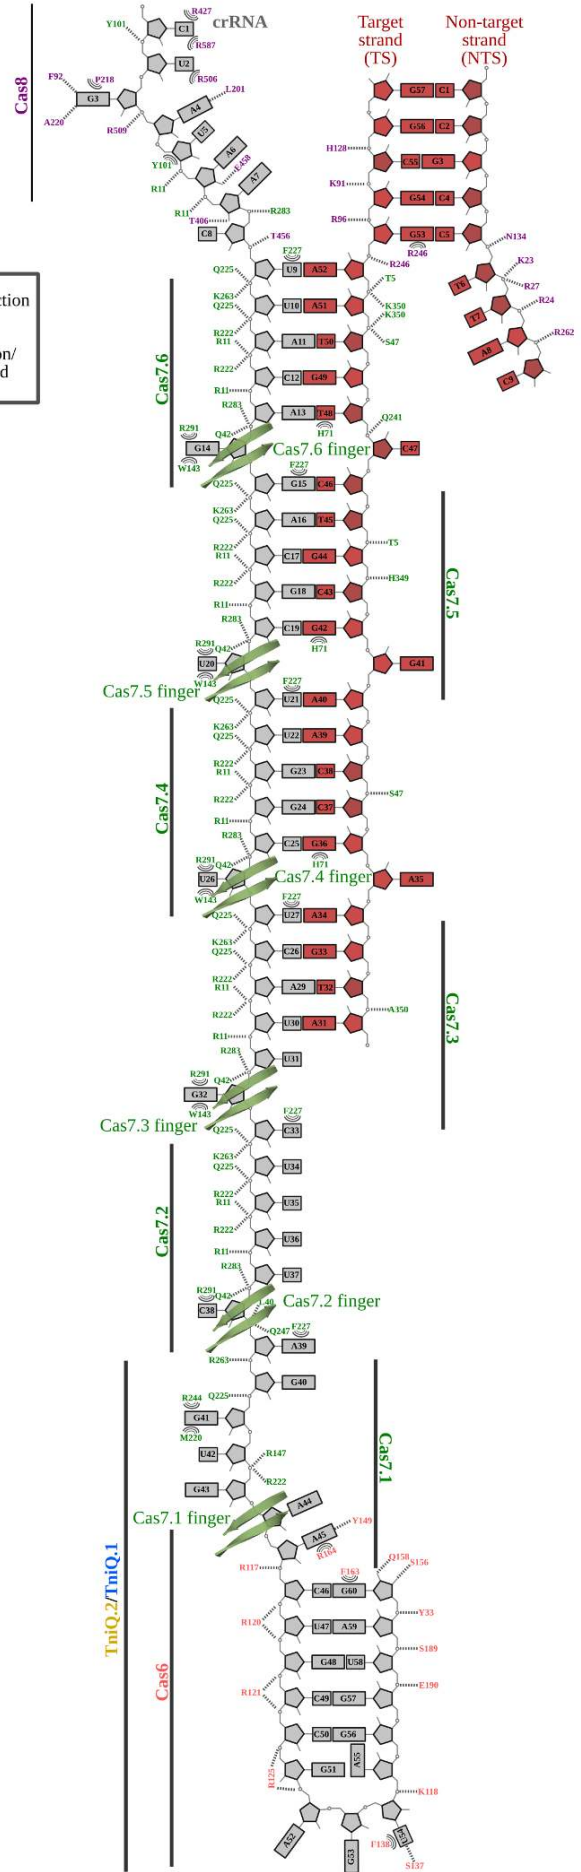 crRNA
Target
strand
(TS)
Non-target
strand
(NTS)
Cas8
R427
Y101
C1
R587
U2
R506
F92
P218
G3
A4
L201
A220
R509
U5
Y101
A6
E458
R11
A7
R11
T406
R283
C8
T456
G57 C1
G56 C2
H128
C55 G3
K91
G54 C4
R96
G53 C5
R246
N134
R246
K23
T6
R27
T7
R24
A8
R262
C9
ction
on/
d
F227
Q225
U9 A52
T5
K263
Q225
U10 A51
K350
K350
R222
R11
A11 T50
S47
R222
C12 G49
R11
R283
A13 T48
Q241
R291
Q42
H71
G14
Cas7.6 finger
C47
W143
F227
Q225
G15 C46
K263
Q225
A16 T45
R222
R11
T5
C17 G44
R222
H349
G18 C43
R11
R283
C19 G42
R291
Q42
H71
U20
G41
W143
Cas7.5 finger
F227
Q225
U21 A40
K263
Q225
U22 A39
R222
R11
G23 C38
R222
S47
G24 C37
R11
R283
C25 G36
R291
Q42
H71
U26
Cas7.4 finger
A35
W143
F227
Q225
U27 A34
K263
Q225
C26 G33
R222
R11
A29 T32
R222
A350
U30 A31
R11
R283
U31
R291
Q42
G32
W143
Cas7.3 finger
F227
Q225
C33
K263
Q225
U34
R222
R11
U35
R222
U36
R11
R283
U37
R291
Q42
C38
L40
Cas7.2 finger
Q247
F227
A39
R263
G40
Q225
R244
G41
M220
U42
R147
R222
G43
Cas7.1 finger
A44
A45
Y149
R164
R117
F163
Q158
S156
C46 G60
Y33
R120
U47 A59
S189
G48 U58
E190
R121
C49 G57
C50 G56
A55
G51
R125
K118
A52
G53
F138
E54
S137
Cas7.6
Cas7.5
Cas7.4
Cas7.3
Cas7.2
Cas7.1
TniQ.2/TniQ.1
Cas6